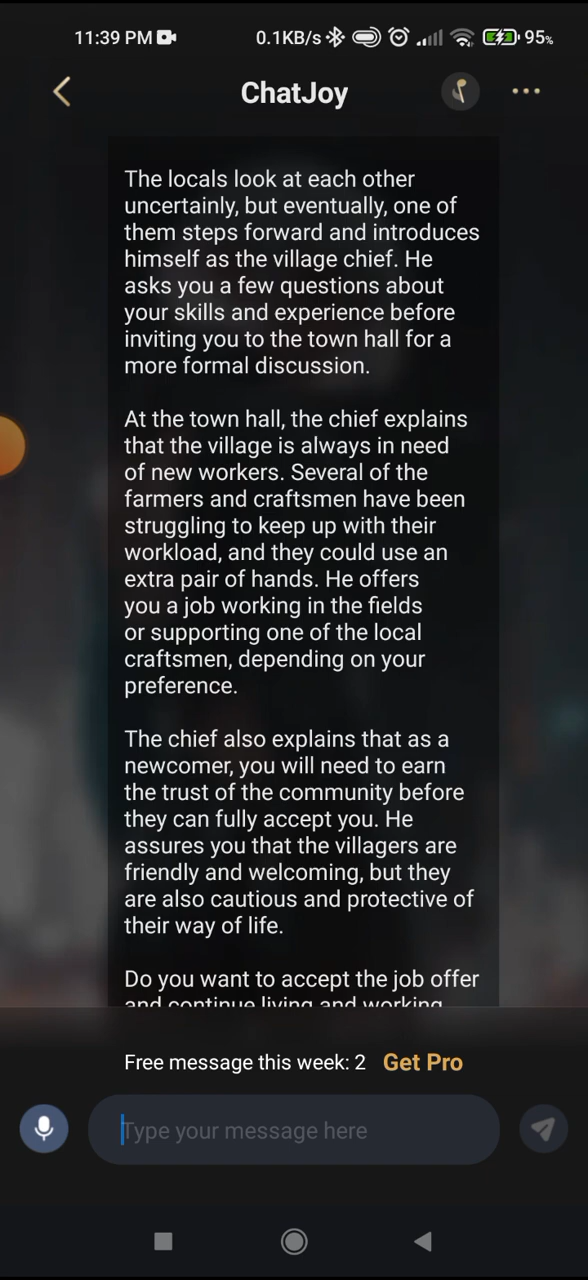 11:39 PM
0.1KB/s
95%
ChatJoy
The locals look at each other
uncertainly, but eventually, one of
them steps forward and introduces
himself as the village chief. He
asks you a few questions about
your skills and experience before
inviting you to the town hall for a
more formal discussion.
At the town hall, the chief explains
that the village is always in need
of new workers. Several of the
farmers and craftsmen have been
struggling to keep up with their
workload, and they could use an
extra pair of hands. He offers
you a job working in the fields
or supporting one of the local
craftsmen, depending on your
preference.
The chief also explains that as a
newcomer, you will need to earn
the trust of the community before
they can fully accept you. He
assures you that the villagers are
friendly and welcoming, but they
are also cautious and protective of
their way of life.
Do you want to accept the job offer
and continue living and working
Free message this week: 2 Get Pro
Type your message here